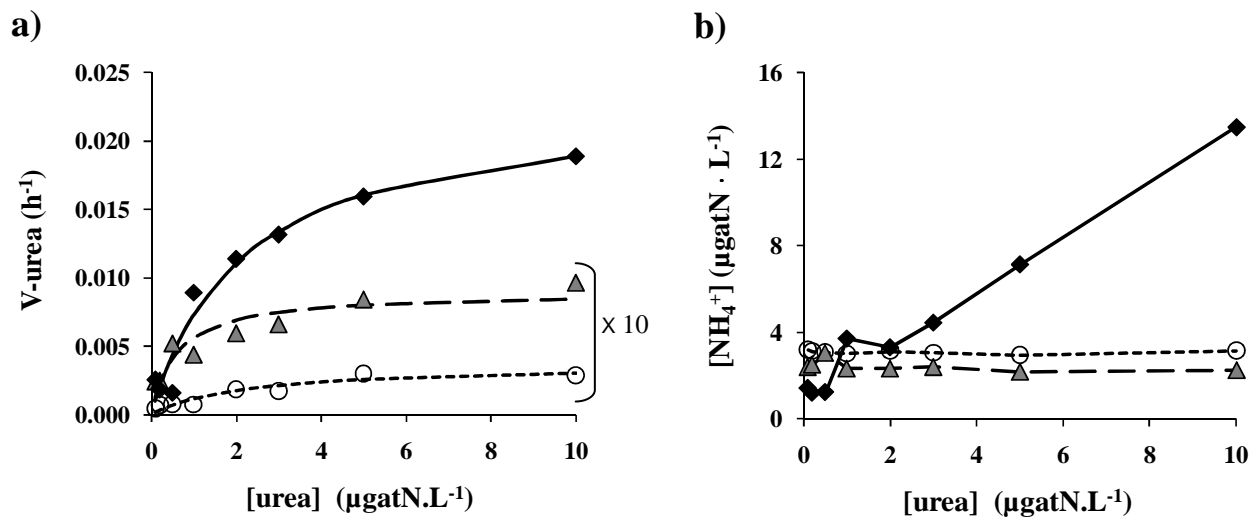 a)
0.025
0.020
0.015
0.010
0.005
0.0000
V-urea (h⁻¹)
0 2 4 6 8 10
[urea] (µgatN.L⁻¹)
x 10
b)
16
12
8
4
0
[NH₄⁺] (µgatN · L⁻¹)
0 2 4 6 8 10
[urea] (µgatN.L⁻¹)